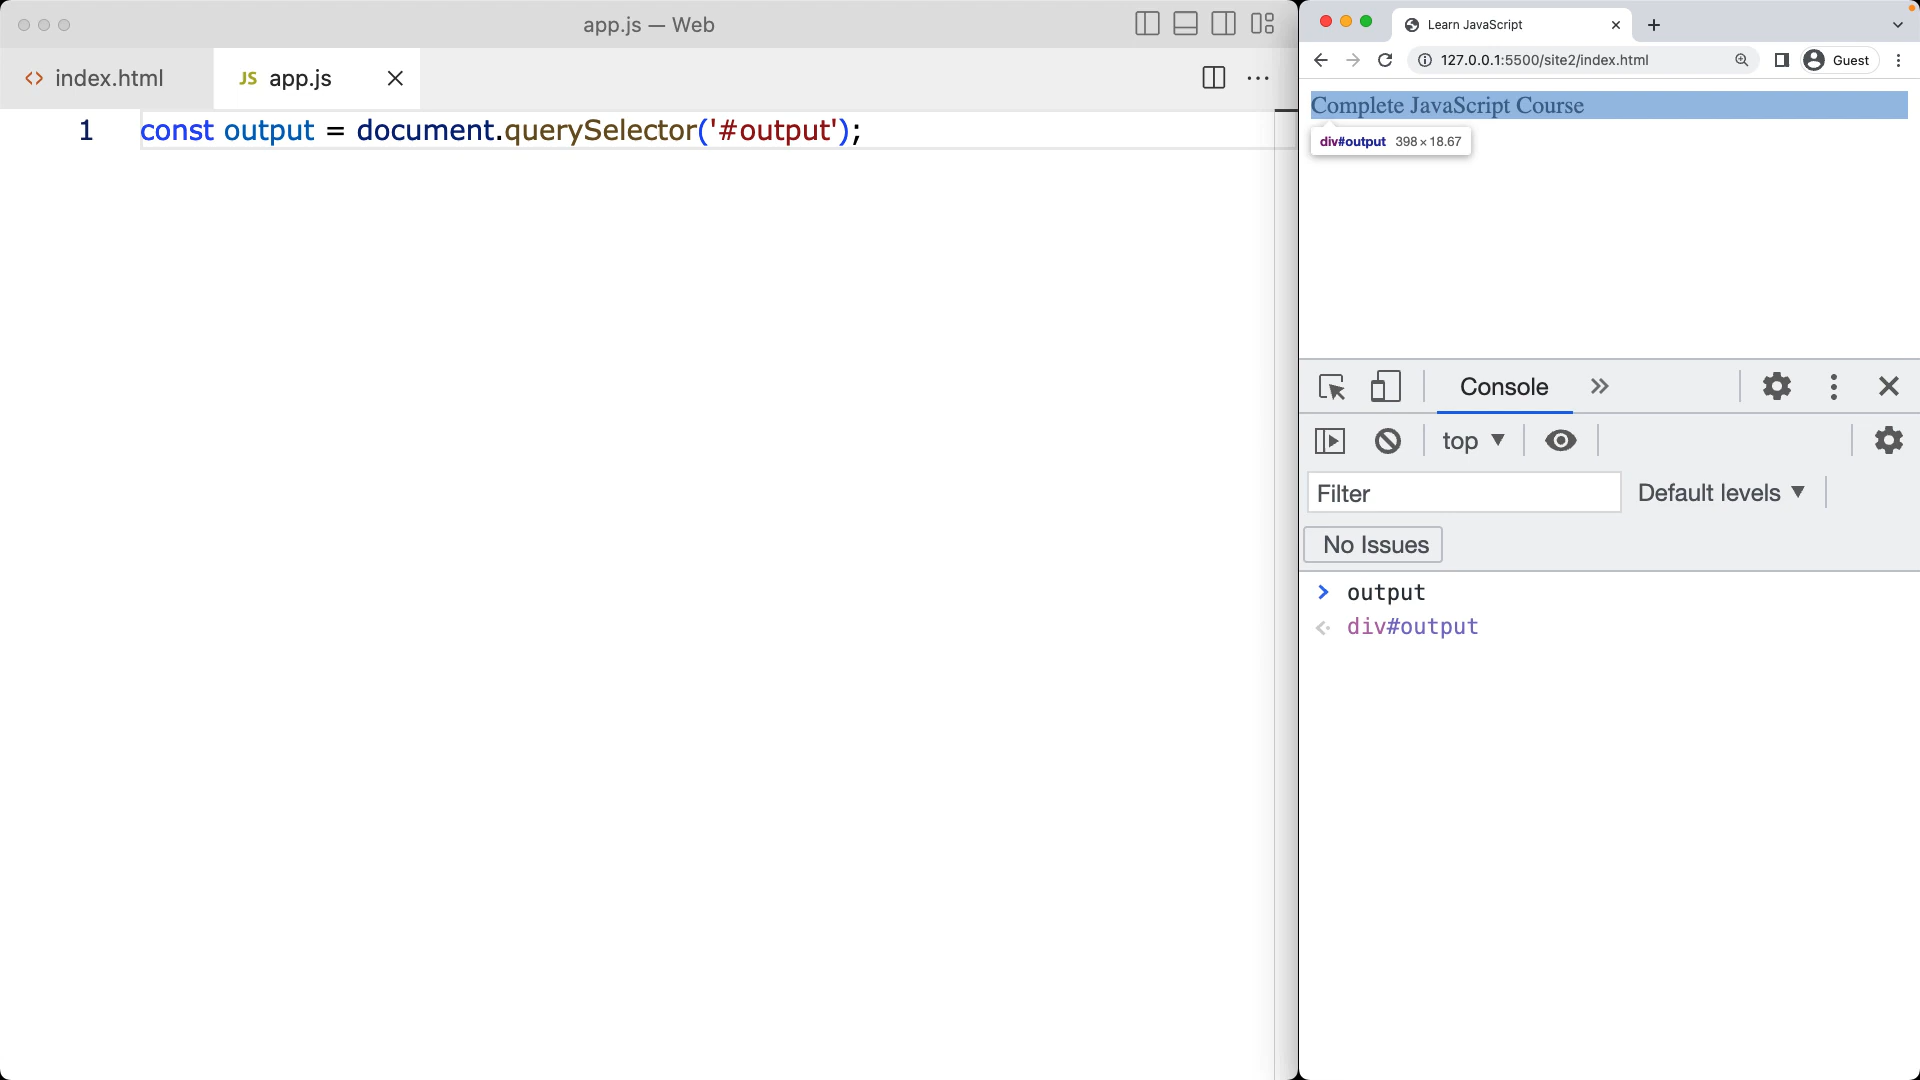 app.js — Web
<> index.html
JS app.js
1 const output = document.querySelector('#output');
Learn JavaScript
127.0.0.1:5500/site2/index.html
Guest
Complete JavaScript Course
div#output 398 × 18.67
Console
top
Filter
Default levels
No Issues
output
div#output